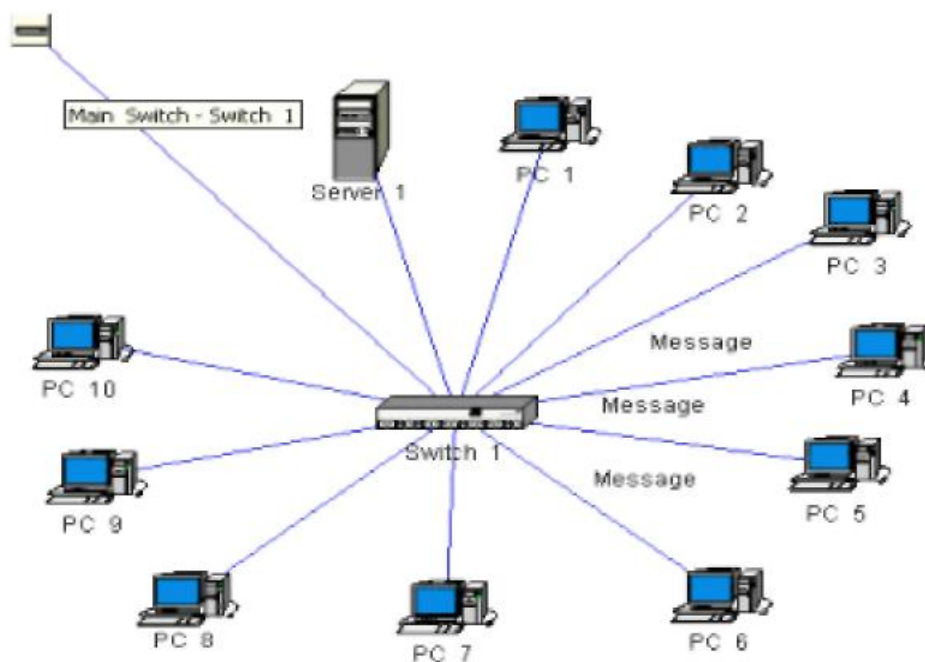 Main Switch - Switch 1
Server 1
PC 1
PC 2
PC 3
Message
PC 10
PC 4
Message
Switch 1
Message
PC 5
PC 9
PC 8
PC 7
PC 6